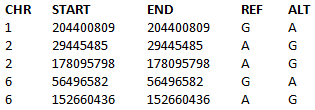 CHR START END REF ALT
1 204400809 204400809 G A
2 29445485 29445485 A G
2 178095798 178095798 A G
6 56496582 56496582 G A
6 152660436 152660436 A G